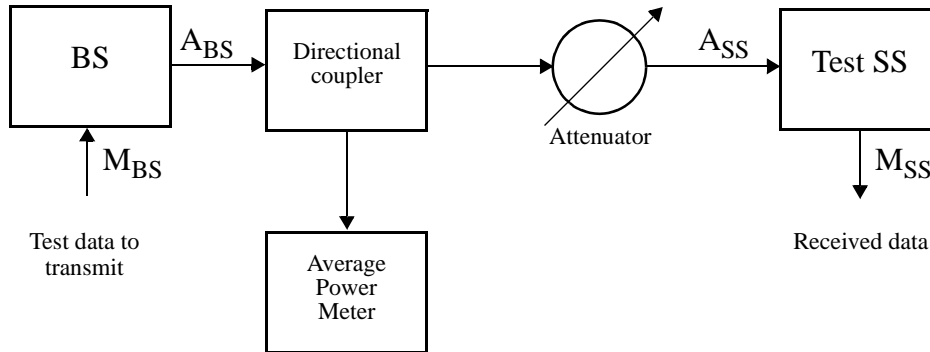 BS
A_BS
Directional
coupler
A_SS
Test SS
Attenuator
M_BS
M_SS
Test data to
transmit
Received data
Average
Power
Meter